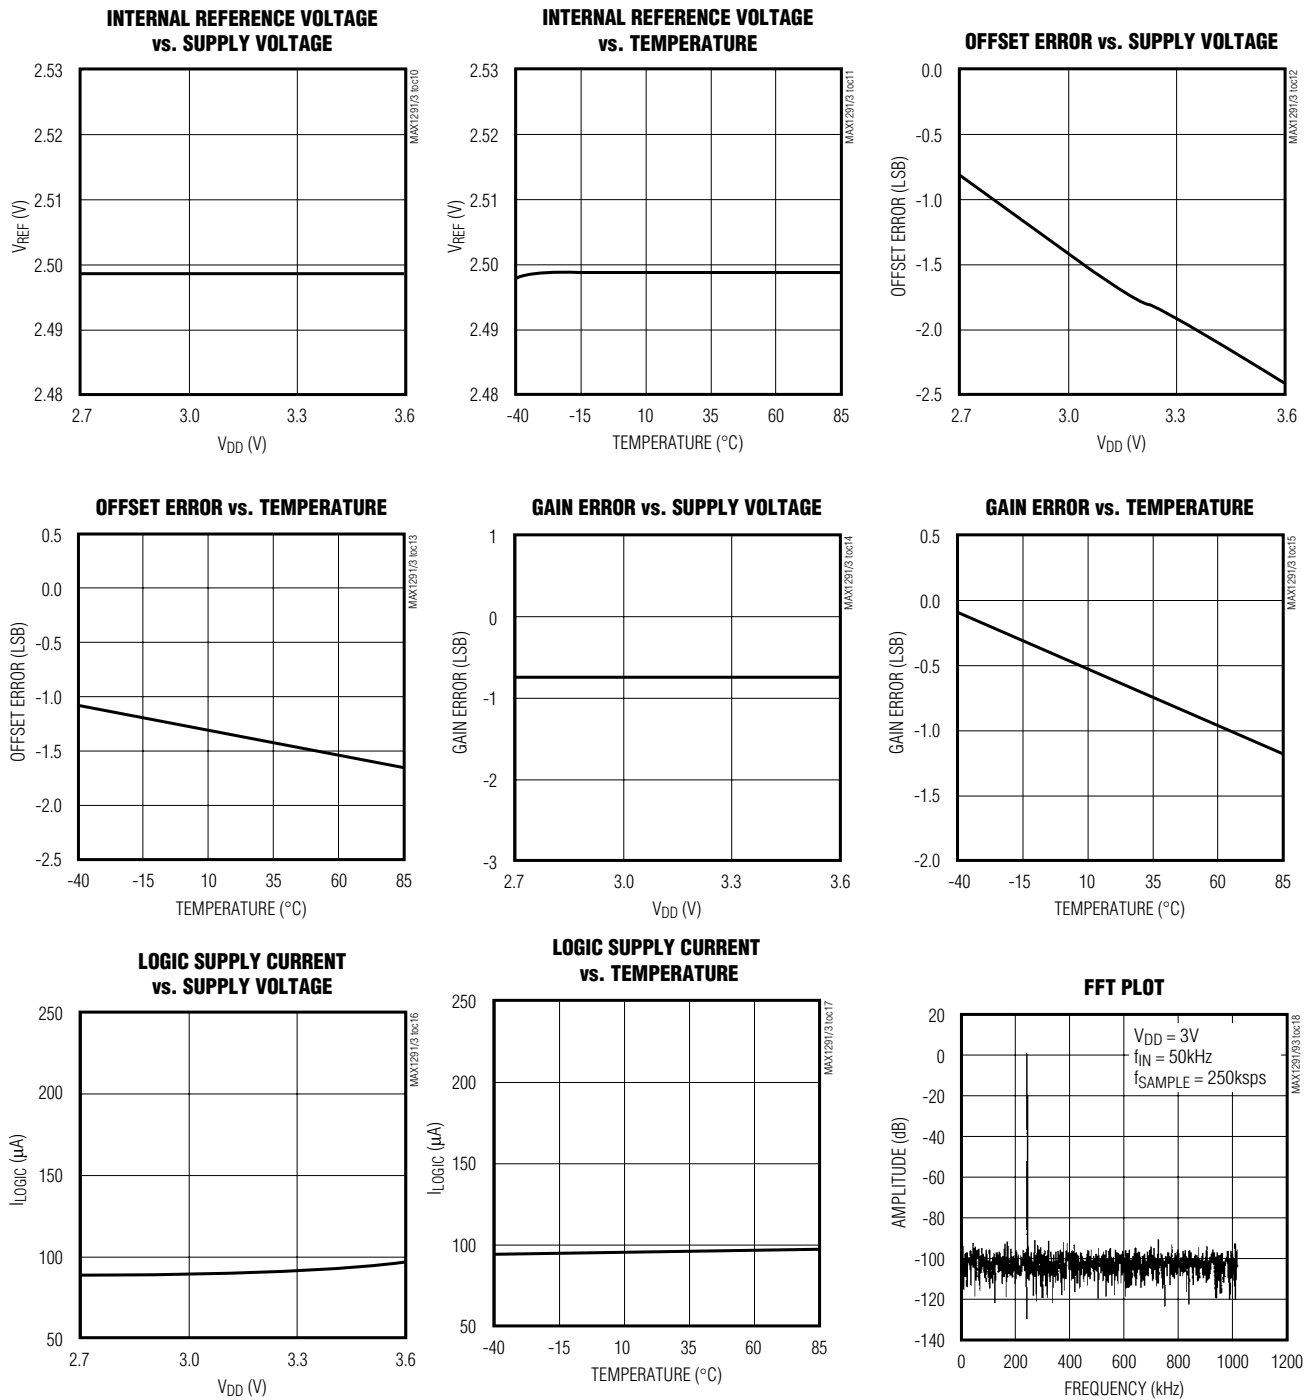 INTERNAL REFERENCE VOLTAGE
vs. SUPPLY VOLTAGE
2.53
2.52
2.51
2.50
2.49
2.48
VREF (V)
2.7
3.0
3.3
3.6
VDD (V)
MAX1291/3 toc10
INTERNAL REFERENCE VOLTAGE
vs. TEMPERATURE
2.53
2.52
2.51
2.50
2.49
2.48
VREF (V)
-40
-15
10
35
60
85
TEMPERATURE (°C)
MAX1291/3 toc11
OFFSET ERROR vs. SUPPLY VOLTAGE
0.0
-0.5
-1.0
-1.5
-2.0
-2.5
OFFSET ERROR (LSB)
2.7
3.0
3.3
3.6
VDD (V)
MAX1291/3 toc12
OFFSET ERROR vs. TEMPERATURE
0.5
0.0
-0.5
-1.0
-1.5
-2.0
-2.5
OFFSET ERROR (LSB)
-40
-15
10
35
60
85
TEMPERATURE (°C)
MAX1291/3 toc13
GAIN ERROR vs. SUPPLY VOLTAGE
1
0
-1
-2
-3
GAIN ERROR (LSB)
2.7
3.0
3.3
3.6
VDD (V)
MAX1291/3 toc14
GAIN ERROR vs. TEMPERATURE
0.5
0.0
-0.5
-1.0
-1.5
-2.0
GAIN ERROR (LSB)
-40
-15
10
35
60
85
TEMPERATURE (°C)
MAX1291/3 toc15
LOGIC SUPPLY CURRENT
vs. SUPPLY VOLTAGE
250
200
150
100
50
ILOGIC (µA)
2.7
3.0
3.3
3.6
VDD (V)
MAX1291/3 toc16
LOGIC SUPPLY CURRENT
vs. TEMPERATURE
250
200
150
100
50
ILOGIC (µA)
-40
-15
10
35
60
85
TEMPERATURE (°C)
MAX1291/3 toc17
FFT PLOT
20
0
-20
-40
-60
-80
-100
-120
-140
AMPLITUDE (dB)
VDD = 3V
fIN = 50kHz
fSAMPLE = 250ksps
0
200
400
600
800
1000
1200
FREQUENCY (kHz)
MAX1291/93 toc18